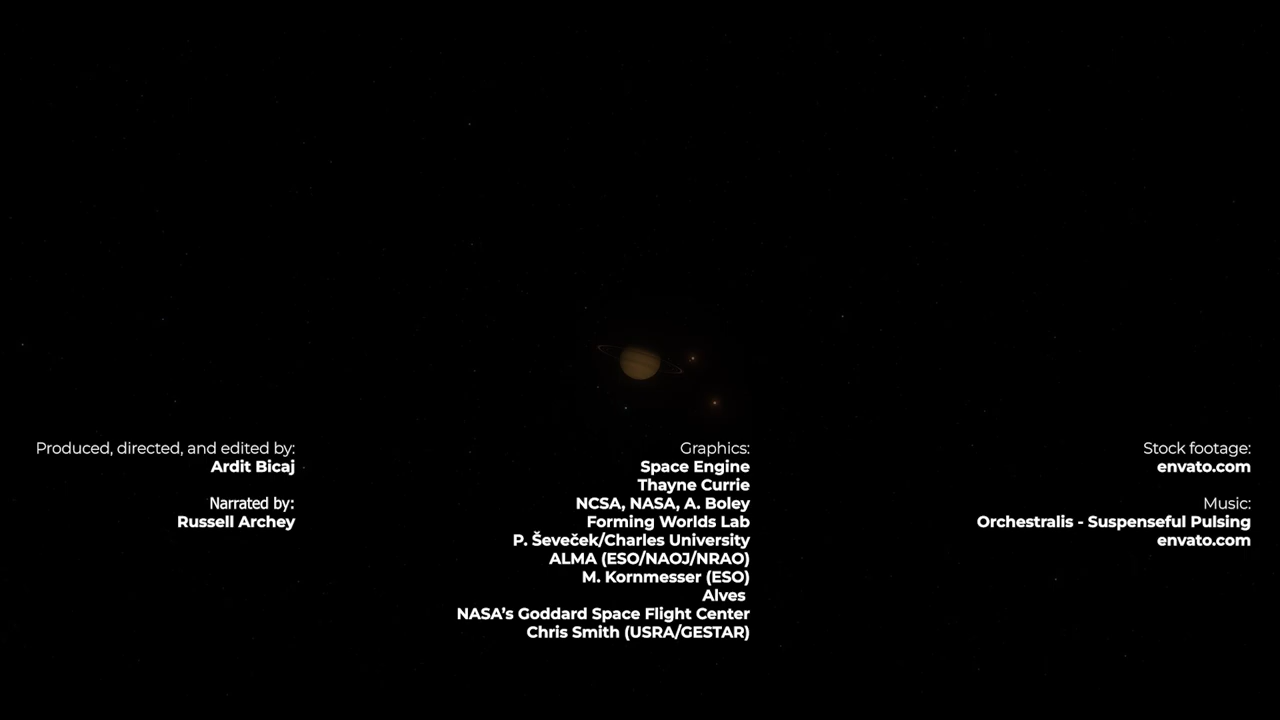 Produced, directed, and edited by:
Ardit Bicaj
Narrated by:
Russell Archey
Graphics:
Space Engine
Thayne Currie
NCSA, NASA, A. Boley
Forming Worlds Lab
P. Ševeček/Charles University
ALMA (ESO/NAOJ/NRAO)
M. Kornmesser (ESO)
Alves
NASA's Goddard Space Flight Center
Chris Smith (USRA/GESTAR)
Stock footage:
envato.com
Music:
Orchestralis - Suspenseful Pulsing
envato.com